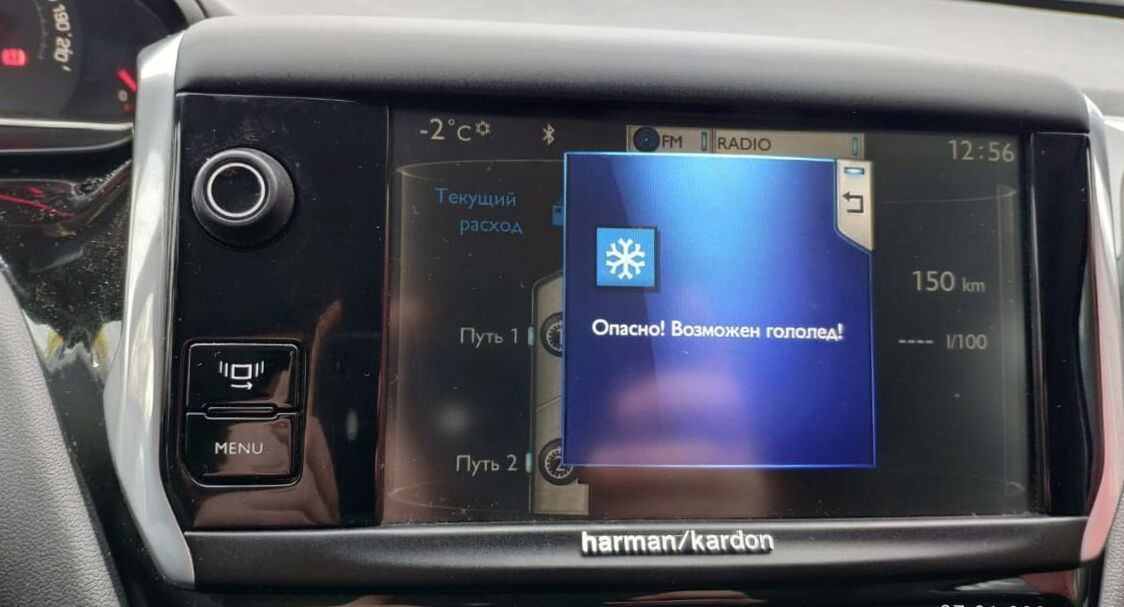 -2°C
FM
RADIO
12:56
Текущий
расход
150 km
Опасно! Возможен гололед!
Путь 1
---- l/100
MENU
Путь 2
harman/kardon